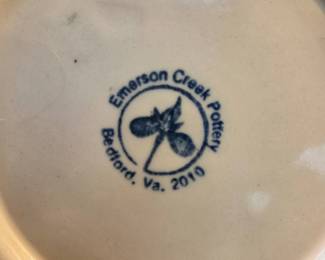 Emerson Creek Pottery
Bedford, Va. 2010